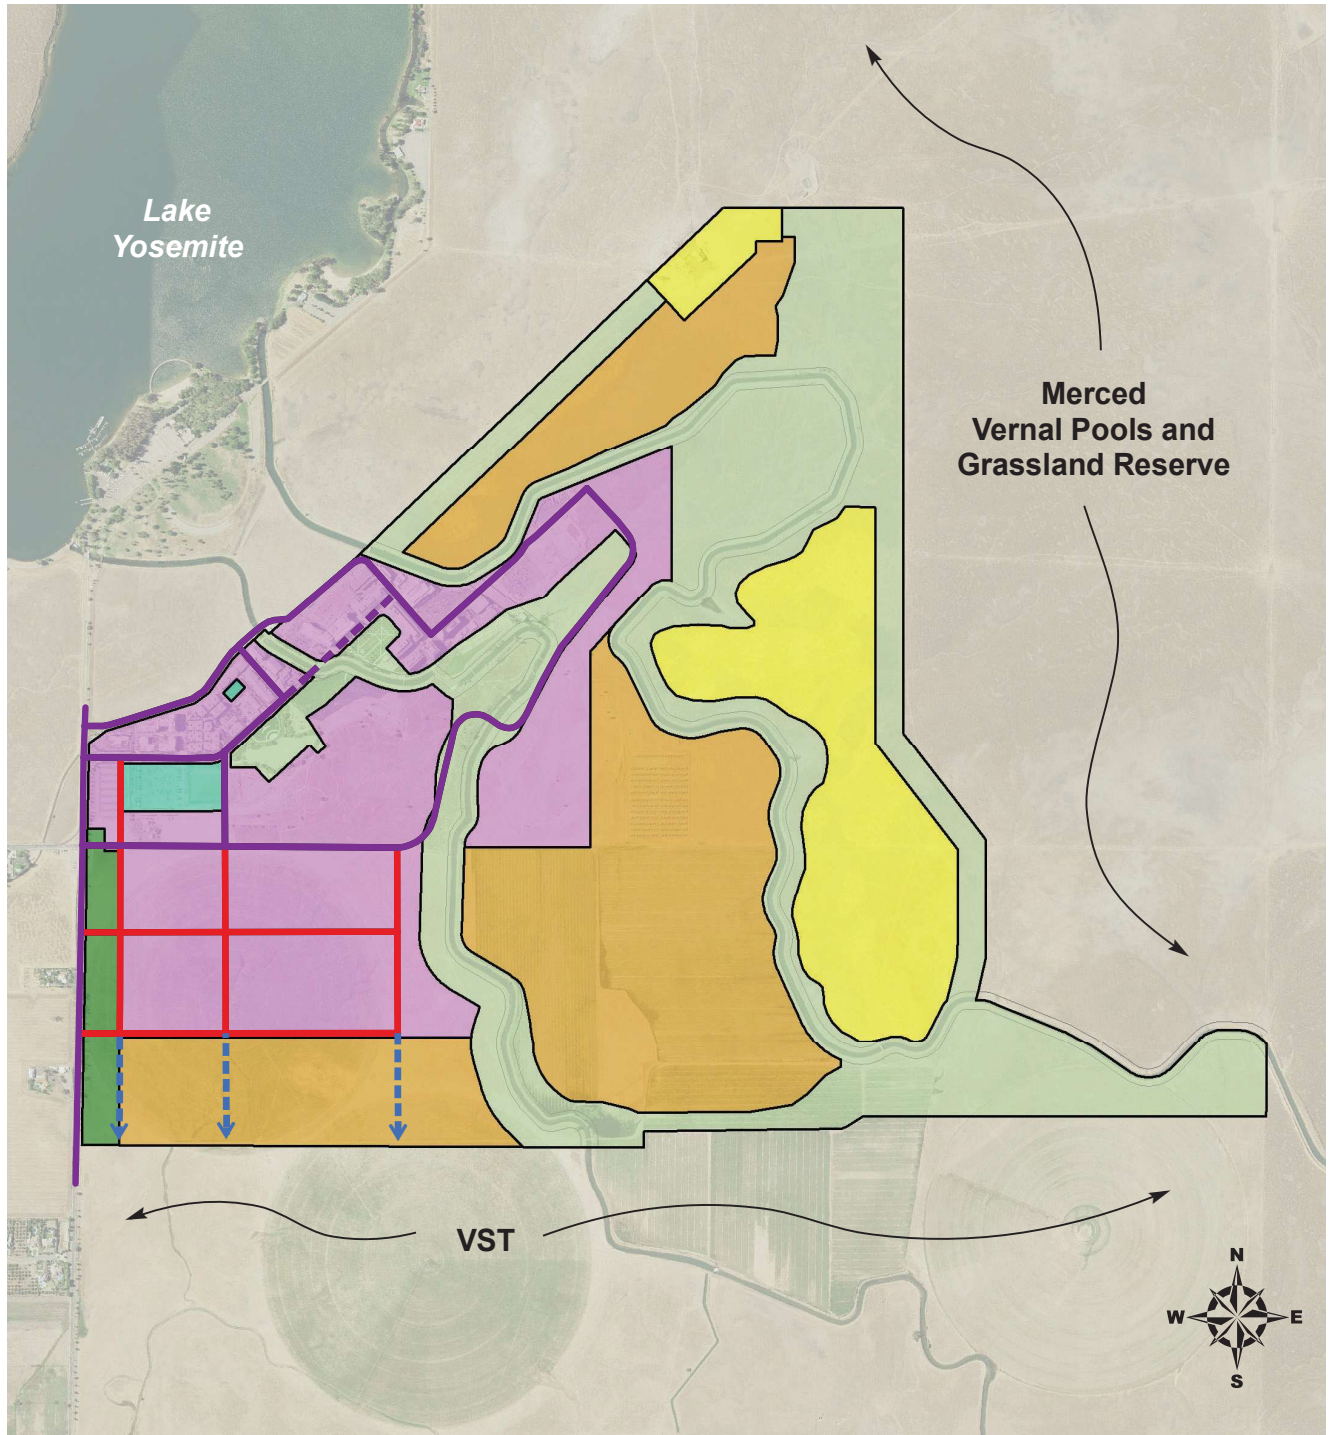 Lake
Yosemite
Merced
Vernal Pools and
Grassland Reserve
VST
N
W
E
S